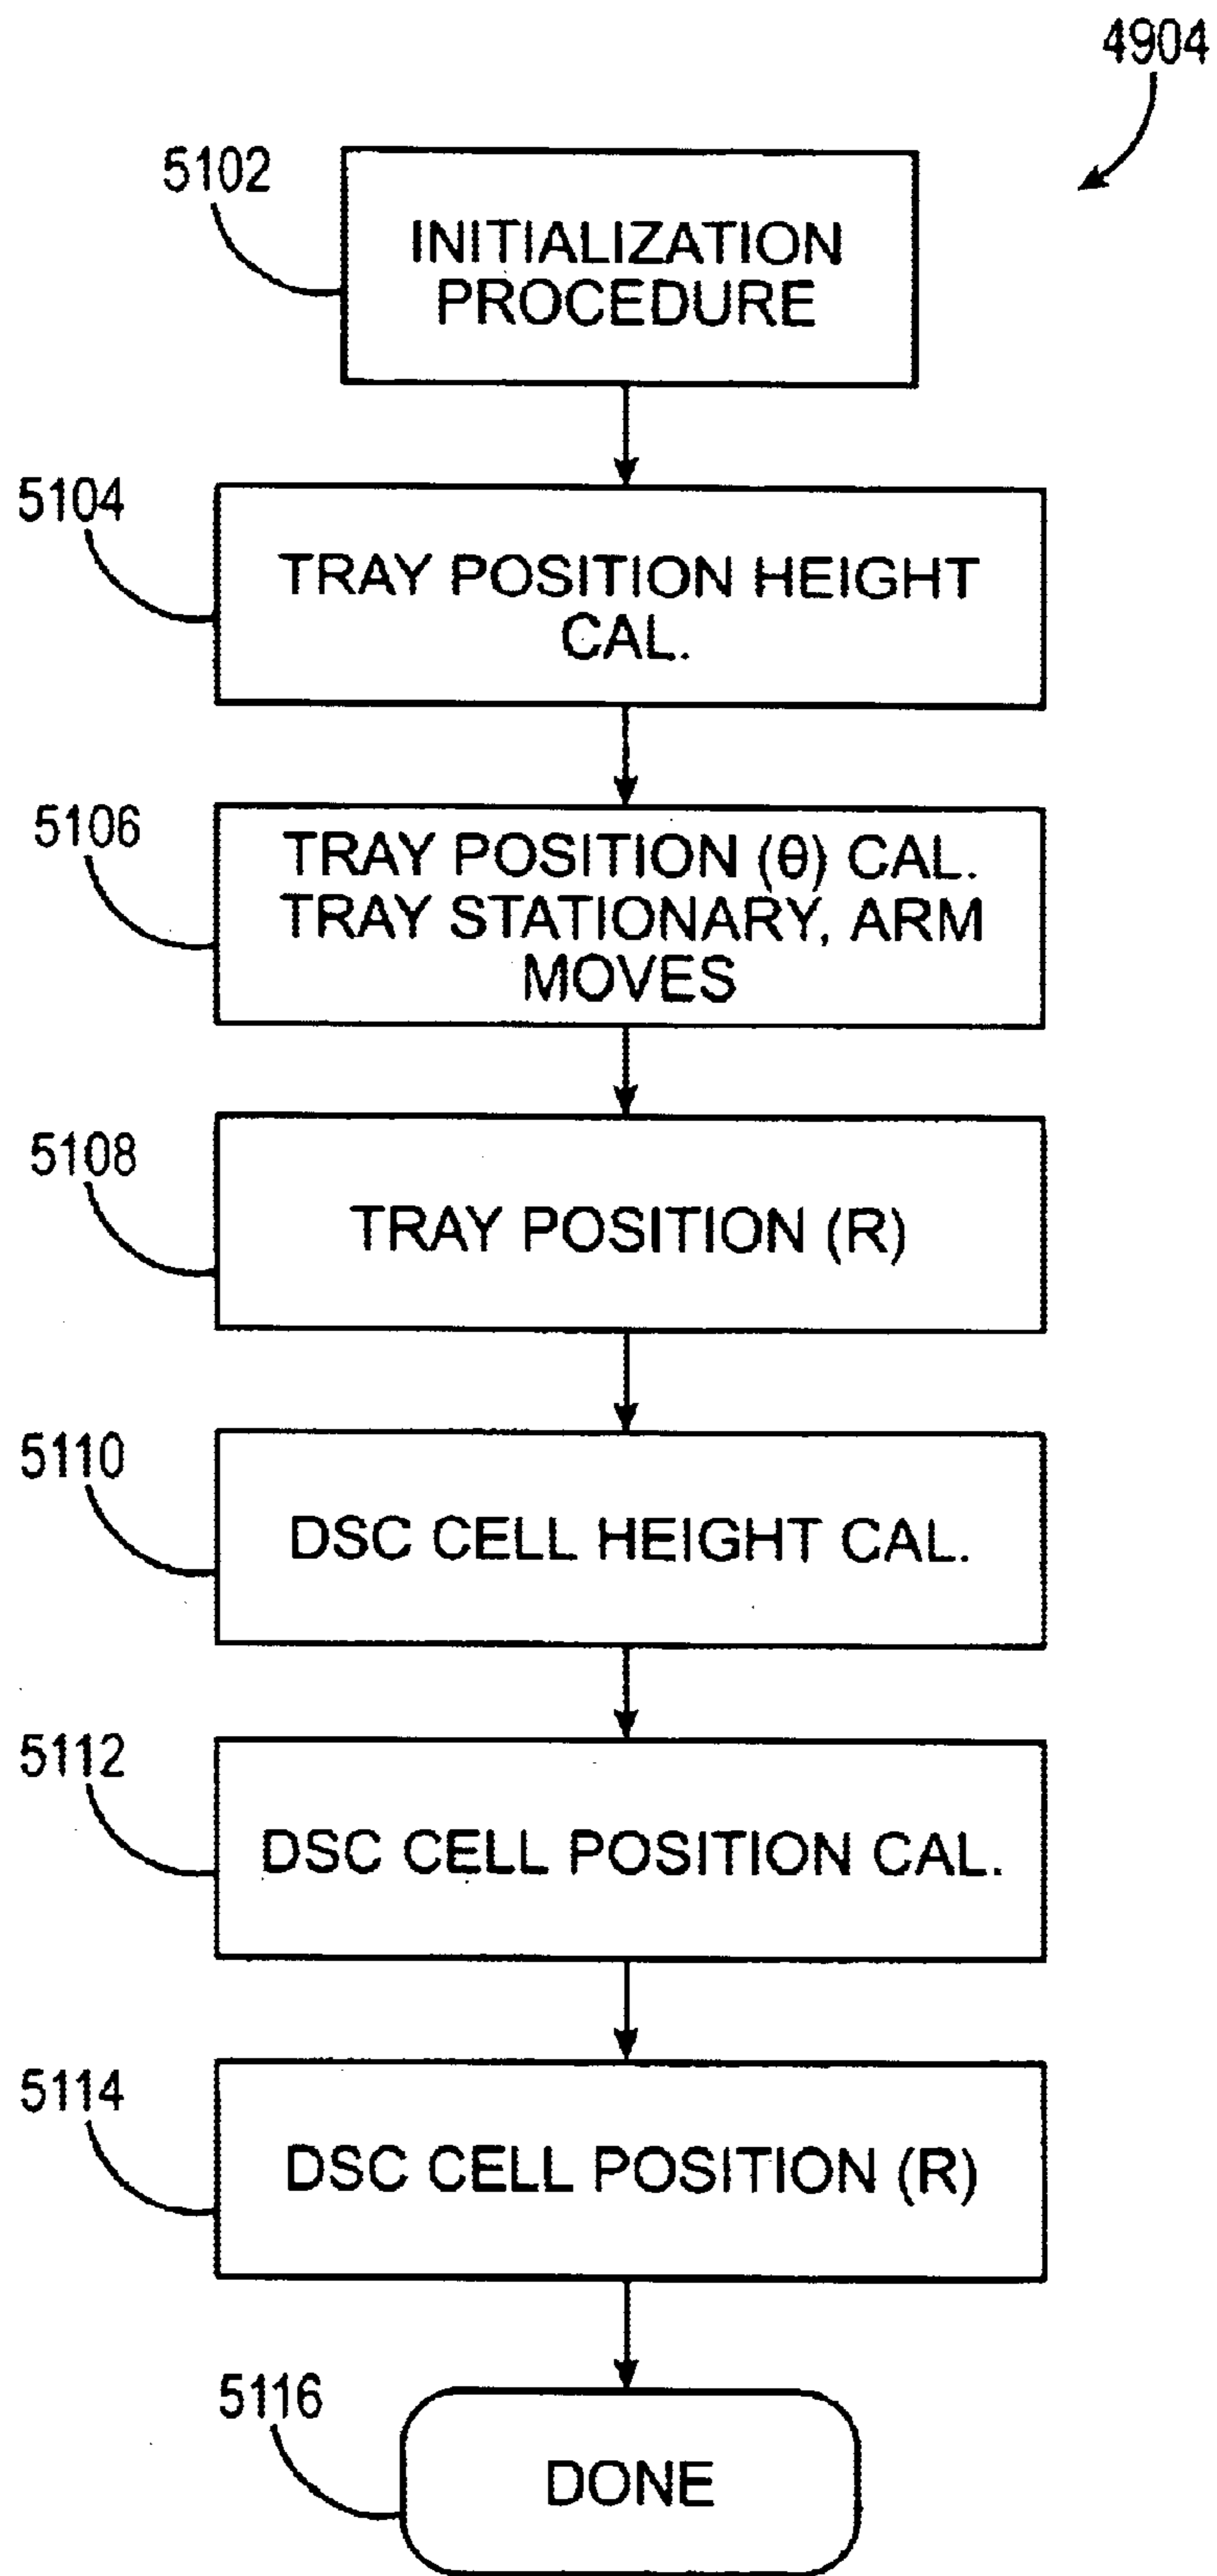 4904
5102
INITIALIZATION
PROCEDURE
5104
TRAY POSITION HEIGHT
CAL.
5106
TRAY POSITION (θ) CAL.
TRAY STATIONARY, ARM
MOVES
5108
TRAY POSITION (R)
5110
DSC CELL HEIGHT CAL.
5112
DSC CELL POSITION CAL.
5114
DSC CELL POSITION (R)
5116
DONE